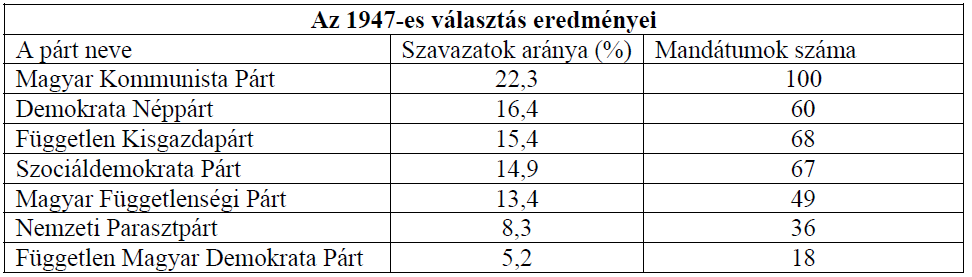 Az 1947-es választás eredményei
A párt neve Szavazatok aránya (%) Mandátumok száma
Magyar Kommunista Párt 22,3 100
Demokrata Néppárt 16,4 60
Független Kisgazdapárt 15,4 68
Szociáldemokrata Párt 14,9 67
Magyar Függetlenségi Párt 13,4 49
Nemzeti Parasztpárt 8,3 36
Független Magyar Demokrata Párt 5,2 18